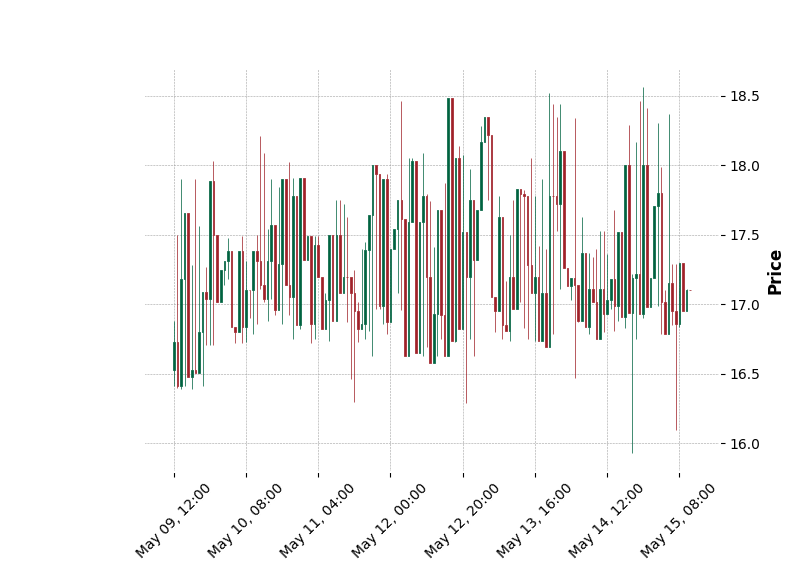 18.5
18.0
17.5
17.0
16.5
16.0
Price
May 09, 12:00
May 10, 08:00
May 11, 04:00
May 12, 00:00
May 12, 20:00
May 13, 16:00
May 14, 12:00
May 15, 08:00